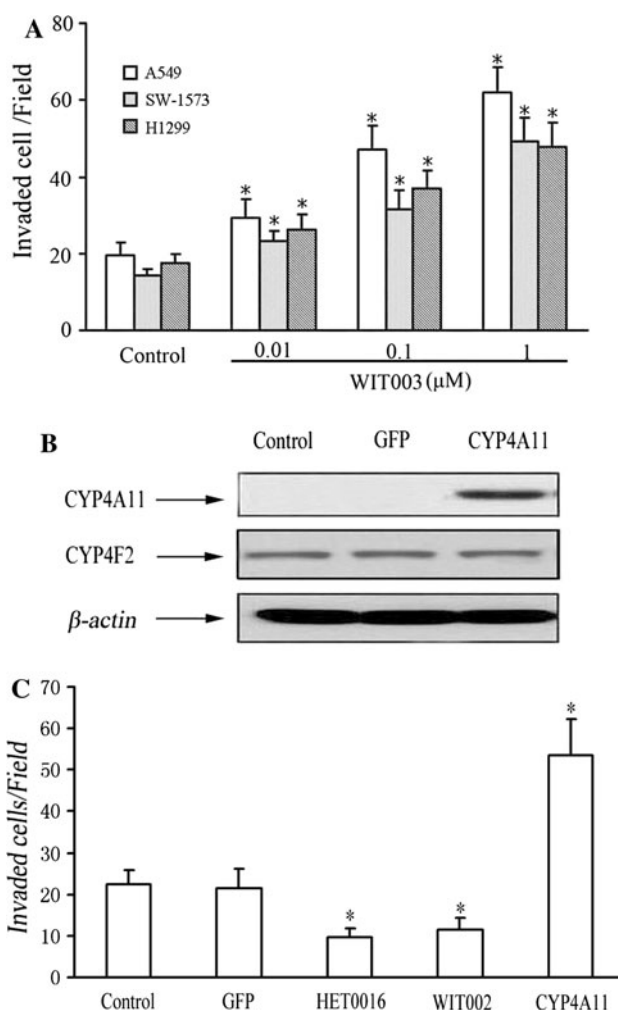 A
80
60
40
20
0
Invaded cell /Field
A549
SW-1573
H1299
* * *
* * *
* * *
Control
0.01 0.1 1
WIT003 (μM)
B
Control GFP CYP4A11
CYP4A11
CYP4F2
β-actin
C
70
60
50
40
30
20
10
0
Invaded cells/Field
* * *
Control GFP HET0016 WIT002 CYP4A11